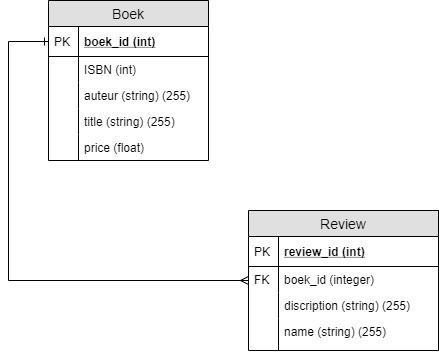 Boek
PK boek_id (int)
ISBN (int)
auteur (string) (255)
title (string) (255)
price (float)
Review
PK review_id (int)
FK boek_id (integer)
discription (string) (255)
name (string) (255)